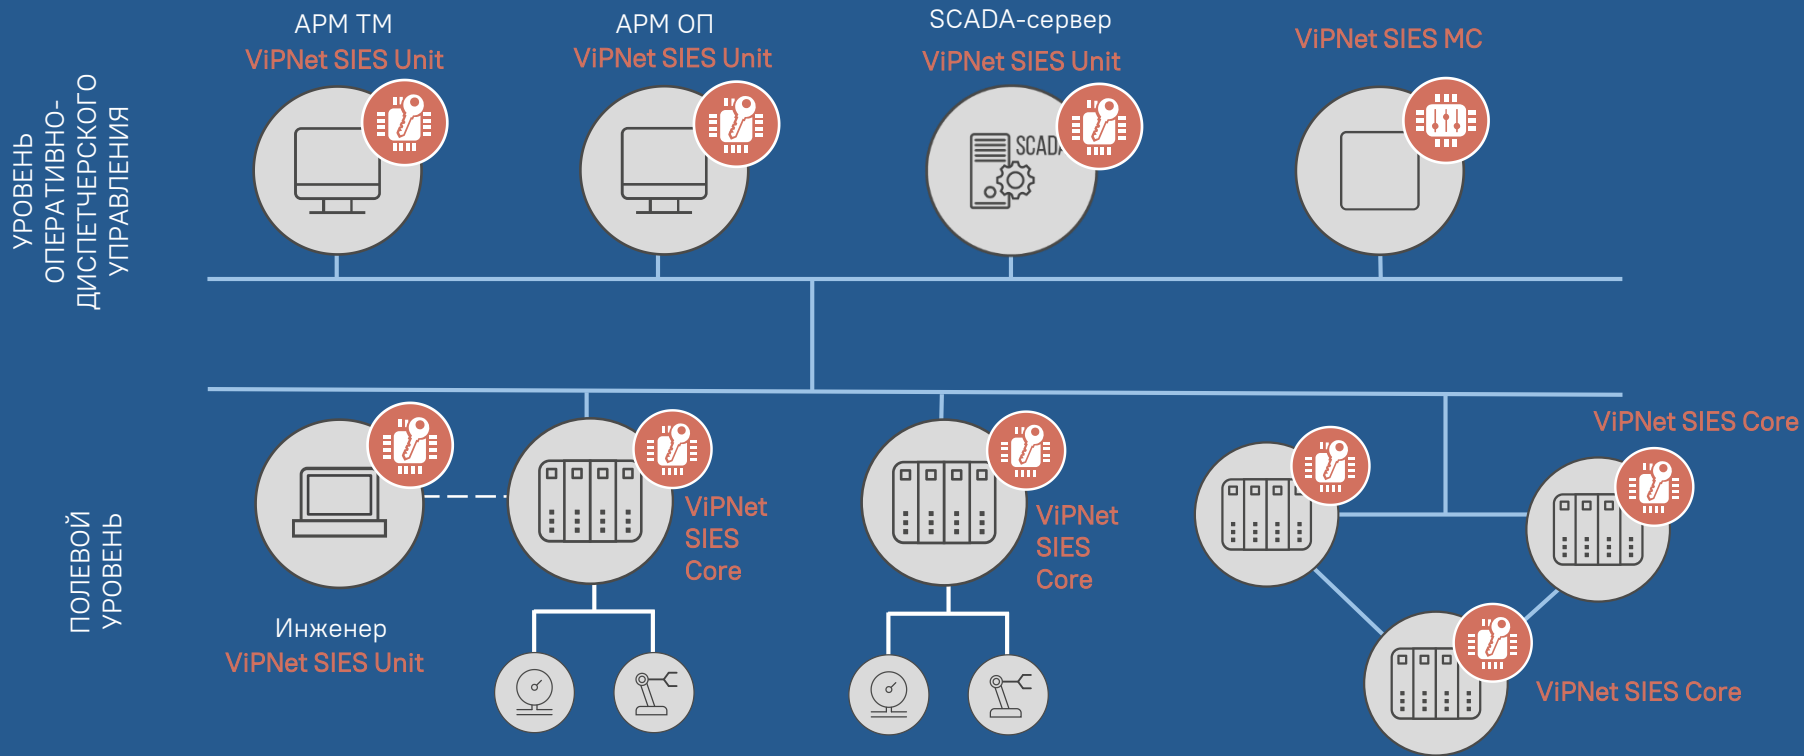 АРМ ТМ
ViPNet SIES Unit
АРМ ОП
ViPNet SIES Unit
SCADA-сервер
ViPNet SIES Unit
ViPNet SIES MC
УРОВЕНЬ
ОПЕРАТИВНО-
ДИСПЕТЧЕРСКОГО
УПРАВЛЕНИЯ
SCADA
ПОЛЕВОЙ
УРОВЕНЬ
Инженер
ViPNet SIES Unit
ViPNet
SIES
Core
ViPNet
SIES
Core
ViPNet SIES Core
ViPNet SIES Core